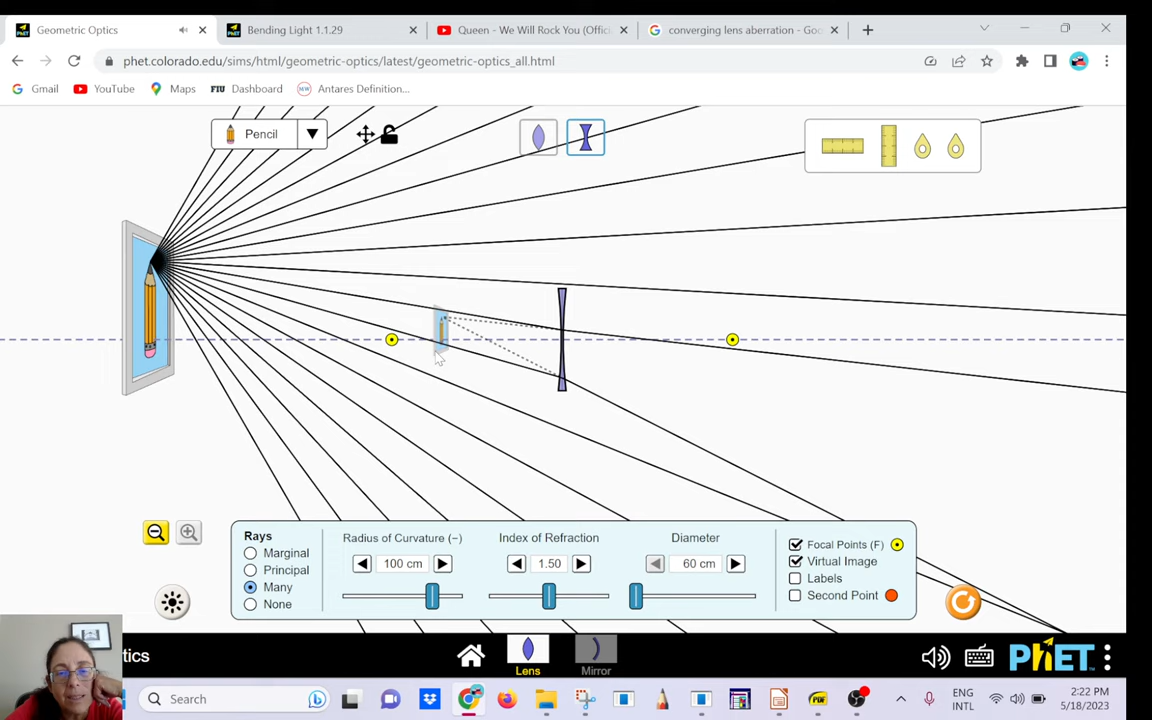 Geometric Optics
Bending Light 1.1.29
Queen - We Will Rock You (Offici
converging lens aberration - Goo
phet.colorado.edu/sims/html/geometric-optics/latest/geometric-optics_all.html
Gmail
YouTube
Maps
FIU Dashboard
MW Antares Definition...
Pencil
Rays
Marginal
Principal
Many
None
Radius of Curvature (−)
100 cm
Index of Refraction
1.50
Diameter
60 cm
Focal Points (F)
Virtual Image
Labels
Second Point
tics
Lens
Mirror
PhET
Search
ENG
INTL
2:22 PM
5/18/2023